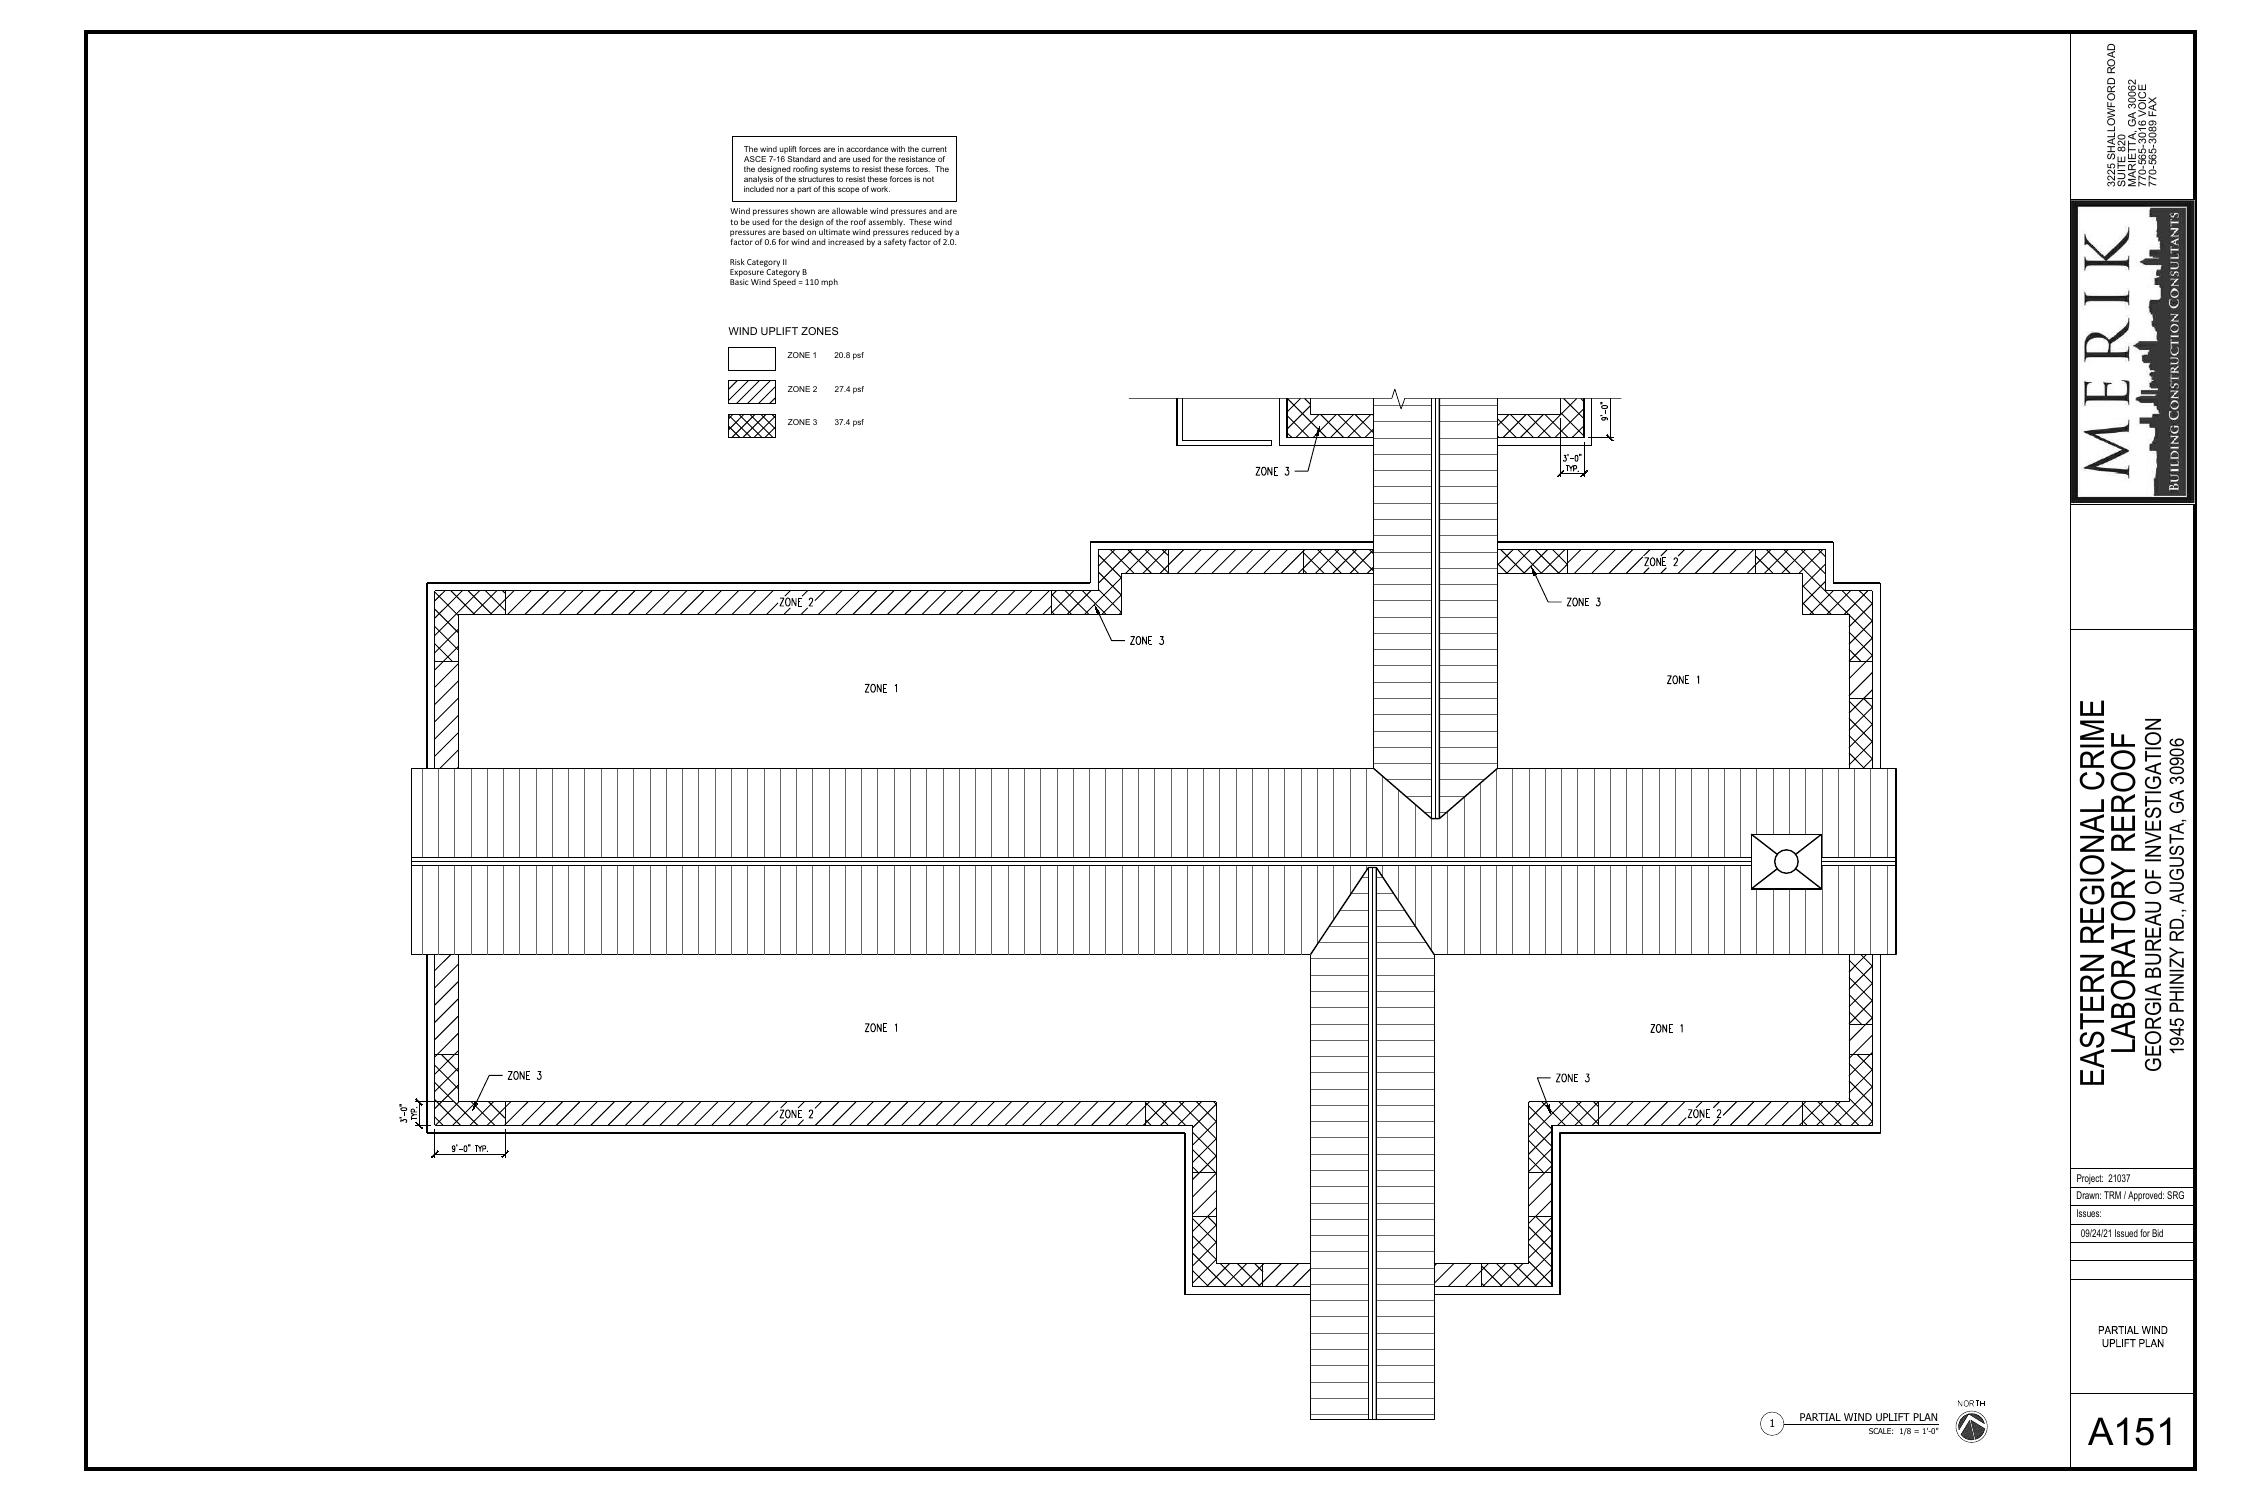 The wind uplift forces are in accordance with the current
ASCE 7-16 Standard and are used for the resistance of
the designed roofing systems to resist these forces. The
analysis of the structures to resist these forces is not
included nor a part of this scope of work.
Wind pressures shown are allowable wind pressures and are
to be used for the design of the roof assembly. These wind
pressures are based on ultimate wind pressures reduced by a
factor of 0.6 for wind and increased by a safety factor of 2.0.
Risk Category II
Exposure Category B
Basic Wind Speed = 110 mph
WIND UPLIFT ZONES
ZONE 1 20.8 psf
ZONE 2 27.4 psf
ZONE 3 37.4 psf
9'-0"
3'-0"
TYP.
ZONE 3
ZONE 2
ZONE 3
ZONE 2
ZONE 3
ZONE 1
ZONE 1
ZONE 1
ZONE 1
ZONE 3
ZONE 3
3'-0"
TYP.
ZONE 2
ZONE 2
9'-0" TYP.
1
PARTIAL WIND UPLIFT PLAN
SCALE: 1/8 = 1'-0"
NORTH
3225 SHALLOWFORD ROAD
SUITE 820
MARIETTA, GA 30062
770-565-3016 VOICE
770-565-3089 FAX
MERIK
BUILDING CONSTRUCTION CONSULTANTS
EASTERN REGIONAL CRIME
LABORATORY REROOF
GEORGIA BUREAU OF INVESTIGATION
1945 PHINIZY RD., AUGUSTA, GA 30906
Project: 21037
Drawn: TRM / Approved: SRG
Issues:
09/24/21 Issued for Bid
PARTIAL WIND
UPLIFT PLAN
A151